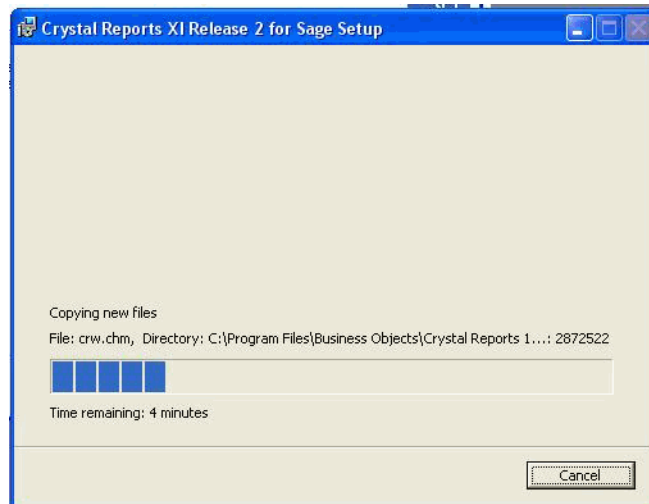 Crystal Reports XI Release 2 for Sage Setup
Copying new files
File: crw.chm, Directory: C:\Program Files\Business Objects\Crystal Reports 1...: 2872522
Time remaining: 4 minutes
Cancel